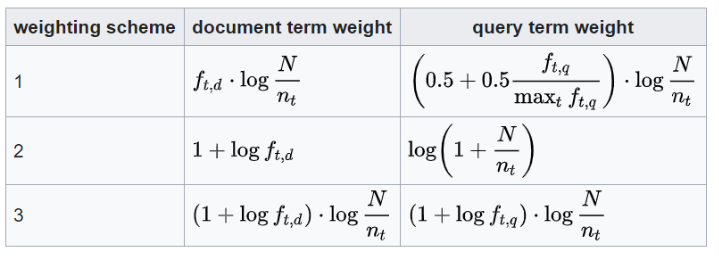 weighting scheme | document term weight | query term weight
1 | $f_{t,d} \cdot \log \frac{N}{n_t}$ | $\left(0.5 + 0.5 \frac{f_{t,q}}{\max_t f_{t,q}}\right) \cdot \log \frac{N}{n_t}$
2 | $1 + \log f_{t,d}$ | $\log\left(1 + \frac{N}{n_t}\right)$
3 | $(1 + \log f_{t,d}) \cdot \log \frac{N}{n_t}$ | $(1 + \log f_{t,q}) \cdot \log \frac{N}{n_t}$